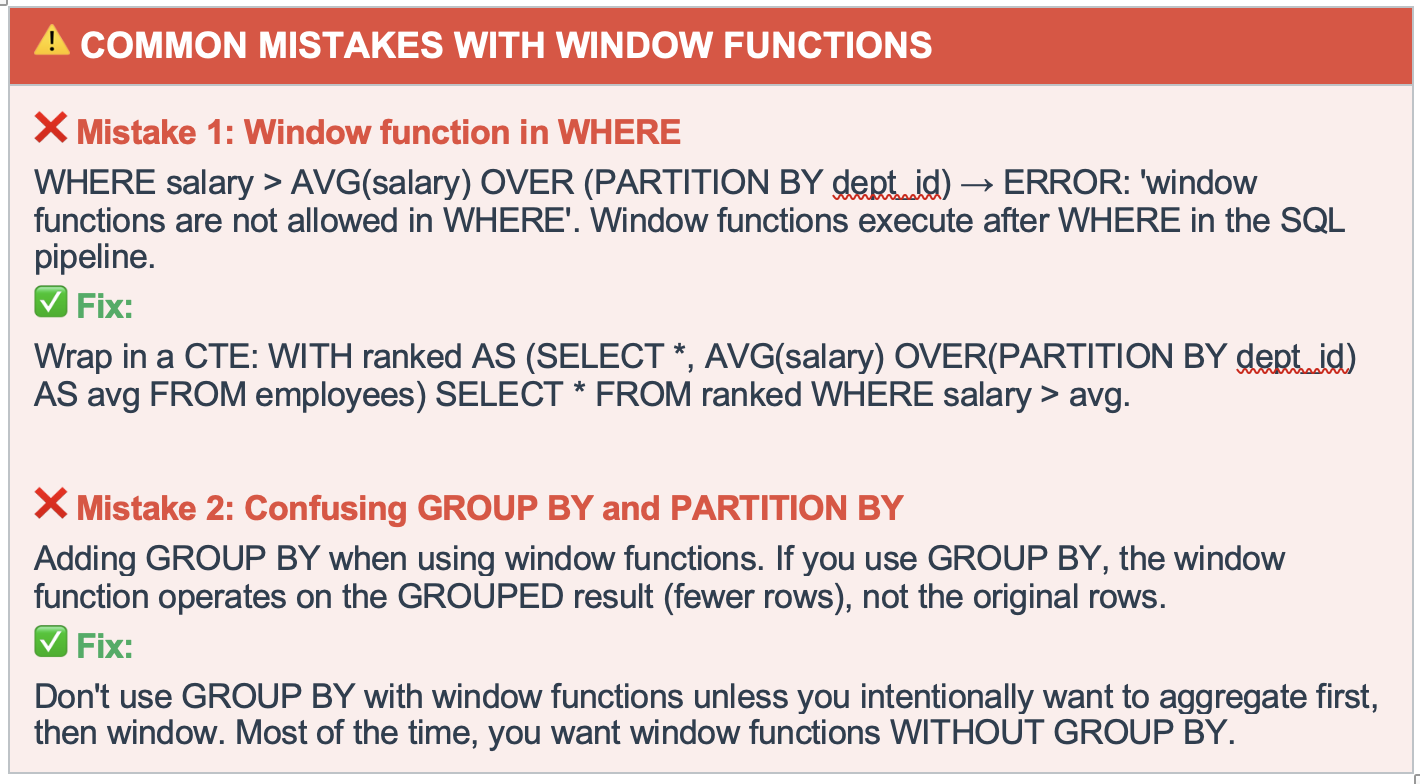 ⚠️ COMMON MISTAKES WITH WINDOW FUNCTIONS
❌ Mistake 1: Window function in WHERE
WHERE salary > AVG(salary) OVER (PARTITION BY dept_id) → ERROR: 'window
functions are not allowed in WHERE'. Window functions execute after WHERE in the SQL
pipeline.
✅ Fix:
Wrap in a CTE: WITH ranked AS (SELECT *, AVG(salary) OVER(PARTITION BY dept_id)
AS avg FROM employees) SELECT * FROM ranked WHERE salary > avg.
❌ Mistake 2: Confusing GROUP BY and PARTITION BY
Adding GROUP BY when using window functions. If you use GROUP BY, the window
function operates on the GROUPED result (fewer rows), not the original rows.
✅ Fix:
Don't use GROUP BY with window functions unless you intentionally want to aggregate first,
then window. Most of the time, you want window functions WITHOUT GROUP BY.